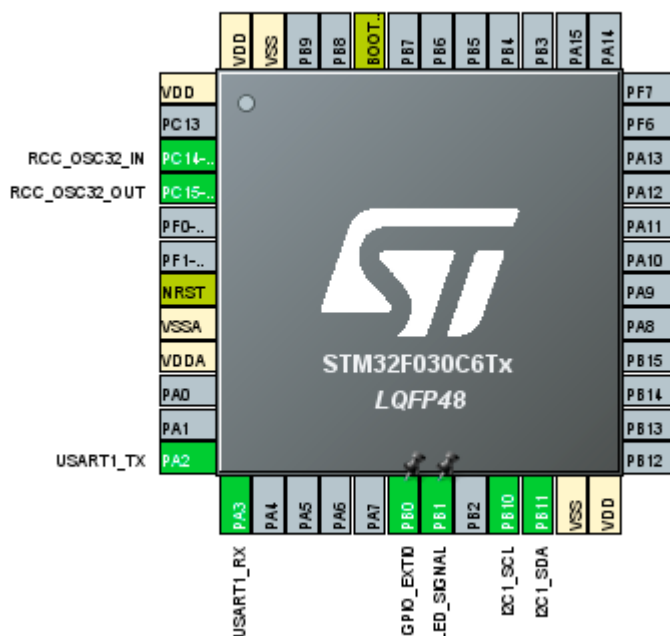 VDD
VSS
PB9
PB8
BOOT..
PB7
PB6
PB5
PB4
PB3
PA15
PA14
VDD
PC13
RCC_OSC32_IN PC14-..
RCC_OSC32_OUT PC15-..
PF0-..
PF1-..
NRST
VSSA
VDDA
PA0
PA1
USART1_TX PA2
PF7
PF6
PA13
PA12
PA11
PA10
PA9
PA8
PB15
PB14
PB13
PB12
ST
STM32F030C6Tx
LQFP48
PA3
PA4
PA5
PA6
PA7
PB0
PB1
PB2
PB10
PB11
VSS
VDD
USART1_RX
GPIO_EXTI0
LED_SIGNAL
I2C1_SCL
I2C1_SDA